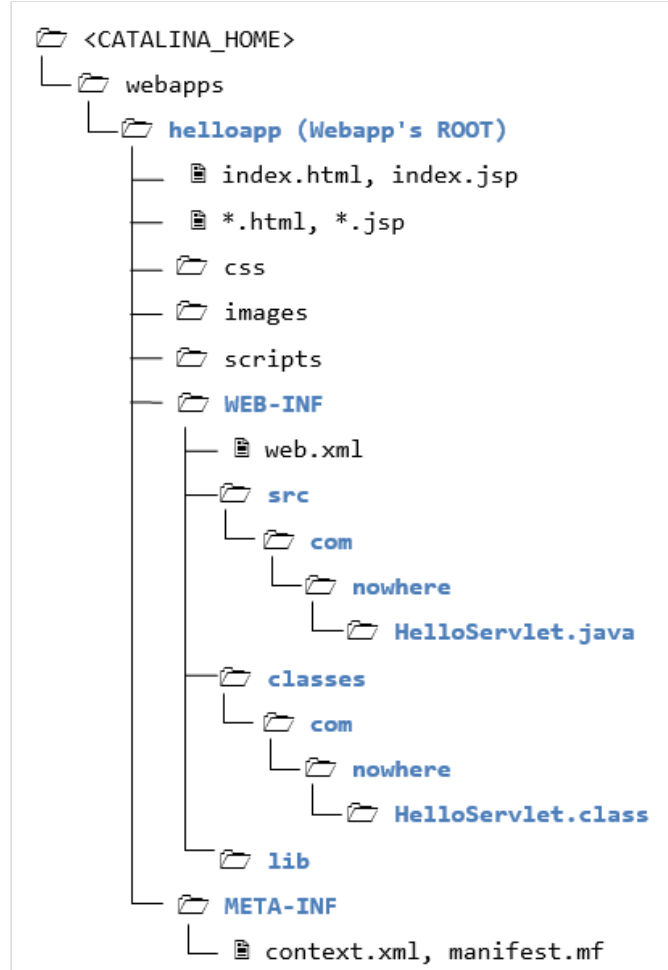 <CATALINA_HOME>
webapps
helloapp (Webapp's ROOT)
index.html, index.jsp
*.html, *.jsp
css
images
scripts
WEB-INF
web.xml
src
com
nowhere
HelloServlet.java
classes
com
nowhere
HelloServlet.class
lib
META-INF
context.xml, manifest.mf